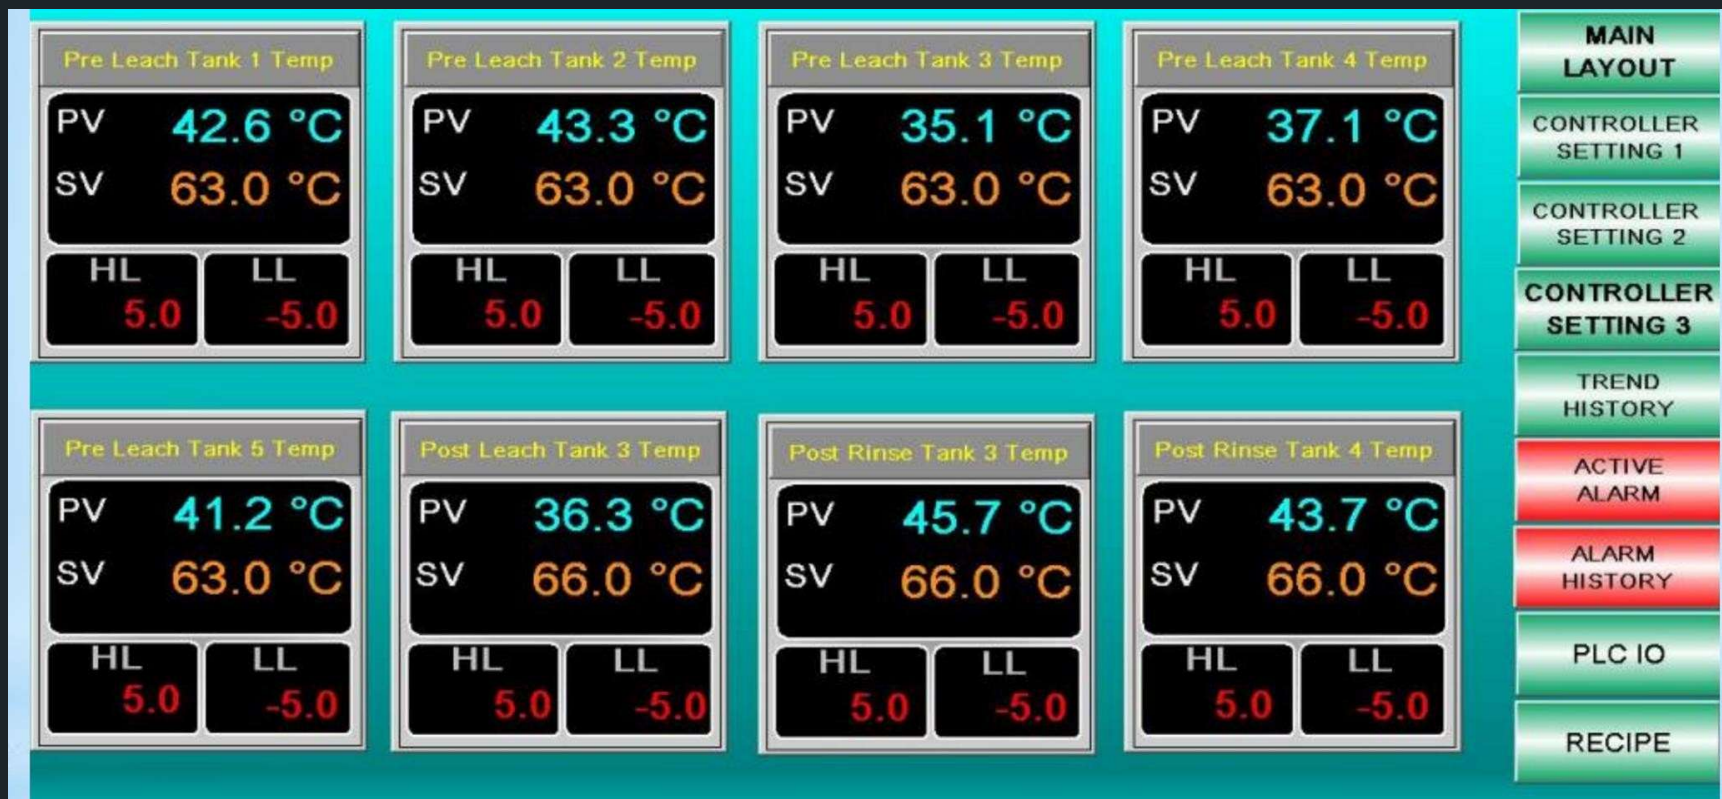 Pre Leach Tank 1 Temp
PV 42.6 °C
SV 63.0 °C
HL LL
5.0 -5.0
Pre Leach Tank 2 Temp
PV 43.3 °C
SV 63.0 °C
HL LL
5.0 -5.0
Pre Leach Tank 3 Temp
PV 35.1 °C
SV 63.0 °C
HL LL
5.0 -5.0
Pre Leach Tank 4 Temp
PV 37.1 °C
SV 63.0 °C
HL LL
5.0 -5.0
Pre Leach Tank 5 Temp
PV 41.2 °C
SV 63.0 °C
HL LL
5.0 -5.0
Post Leach Tank 3 Temp
PV 36.3 °C
SV 66.0 °C
HL LL
5.0 -5.0
Post Rinse Tank 3 Temp
PV 45.7 °C
SV 66.0 °C
HL LL
5.0 -5.0
Post Rinse Tank 4 Temp
PV 43.7 °C
SV 66.0 °C
HL LL
5.0 -5.0
MAIN
LAYOUT
CONTROLLER
SETTING 1
CONTROLLER
SETTING 2
CONTROLLER
SETTING 3
TREND
HISTORY
ACTIVE
ALARM
ALARM
HISTORY
PLC IO
RECIPE